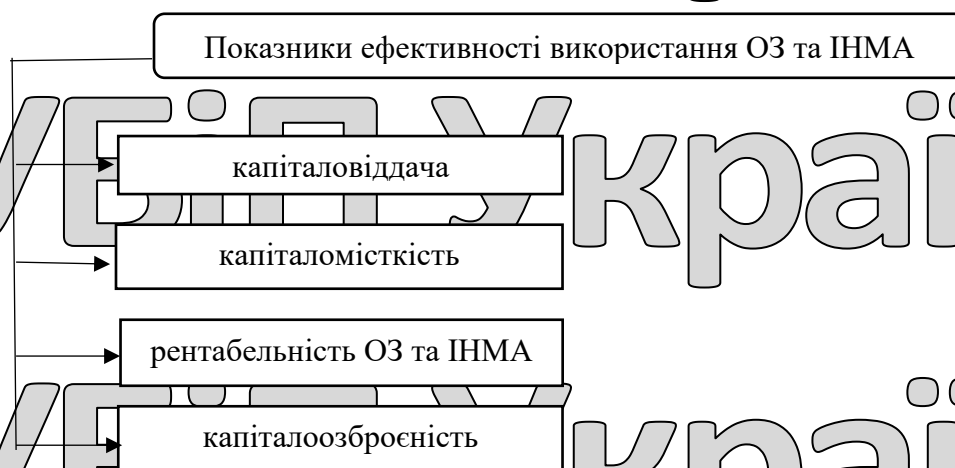 Показники ефективності використання ОЗ та ІНМА
капіталовіддача
капіталомісткість
рентабельність ОЗ та ІНМА
капіталоозброєність